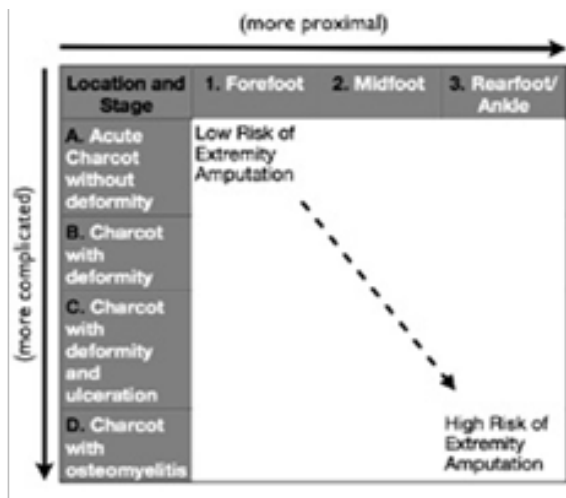 (more proximal)
(more complicated)
Location and
Stage
1. Forefoot
2. Midfoot
3. Rearfoot/
Ankle
A. Acute
Charcot
without
deformity
Low Risk of
Extremity
Amputation
B. Charcot
with
deformity
C. Charcot
with
deformity
and
ulceration
D. Charcot
with
osteomyelitis
High Risk of
Extremity
Amputation